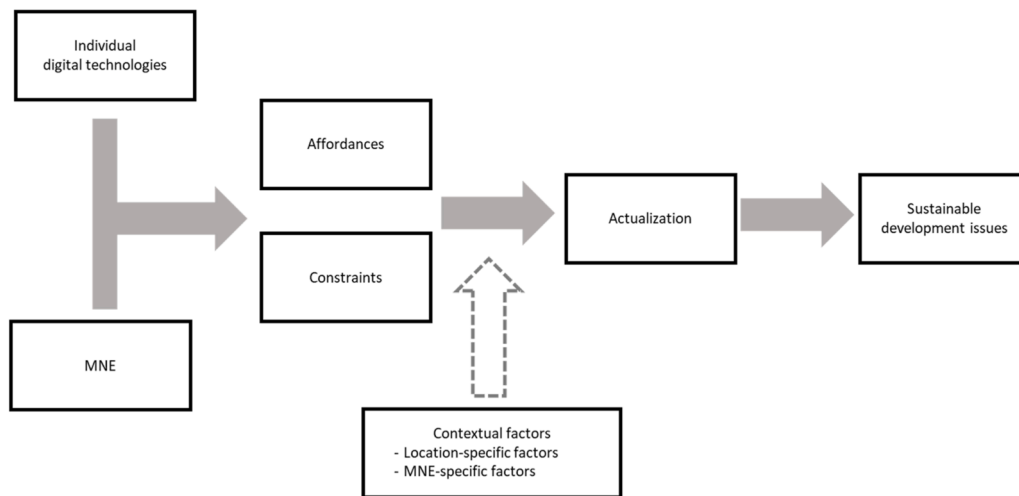 Individual
digital technologies
Affordances
Actualization
Sustainable
development issues
Constraints
MNE
Contextual factors
- Location-specific factors
- MNE-specific factors